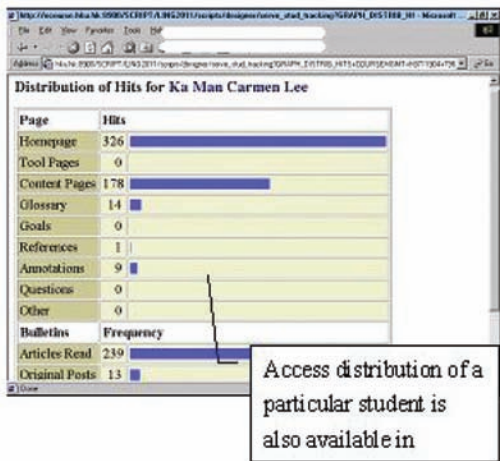 Distribution of Hits for Ka Man Carmen Lee
Page Hits
Homepage 326
Tool Pages 0
Content Pages 178
Glossary 14
Goals 0
References 1
Annotations 9
Questions 0
Other 0
Bulletins Frequency
Articles Read 239
Original Posts 13
Done
Access distribution of a
particular student is
also available in